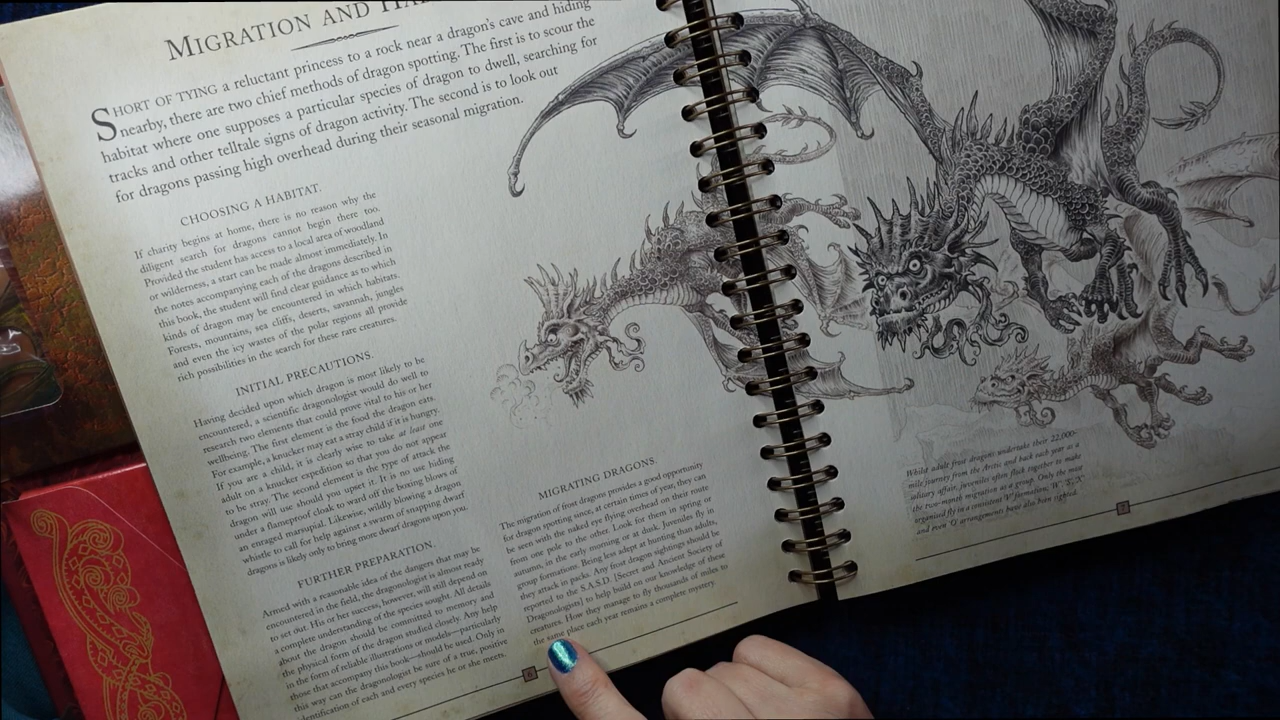 MIGRATION AND
SHORT OF TYING a reluctant princess to a rock near a dragon's cave and hiding
nearby, there are two chief methods of dragon spotting. The first is to scour the
habitat where one supposes a particular species of dragon to dwell, searching for
tracks and other telltale signs of dragon activity. The second is to look out
for dragons passing high overhead during their seasonal migration.
CHOOSING A HABITAT.
If charity begins at home, there is no reason why the
diligent search for dragons cannot begin there too.
Provided the student has access to a local area of woodland
or wilderness, a start can be made almost immediately. In
the notes accompanying each of the dragons described in
this book, the student will find clear guidance as to which
kinds of dragon may be encountered in which habitats.
Forests, mountains, sea cliffs, deserts, savannah, jungles
and even the icy wastes of the polar regions all provide
rich possibilities in the search for these rare creatures.
INITIAL PRECAUTIONS.
Having decided upon which dragon is most likely to be
encountered, a scientific dragonologist would do well to
research two elements that could prove vital to his or her
wellbeing. The first element is the food the dragon eats.
For example, a knucker may eat a stray child if it is hungry.
If you are a child, it is clearly wise to take at least one
adult on a knucker expedition so that you do not appear
to be stray. The second element is the type of attack the
dragon will use should you upset it. It is no use hiding
under a flameproof cloak to ward off the boxing blows of
an enraged marsupial. Likewise, wildly blowing a dragon
whistle to call for help against a swarm of snapping dwarf
dragons is likely only to bring more dwarf dragons upon you.
FURTHER PREPARATION.
Armed with a reasonable idea of the dangers that may be
encountered in the field, the dragonologist is almost ready
to set out. His or her success, however, will still depend on
a complete understanding of the species sought. All details
about the dragon should be committed to memory and
the physical form of the dragon studied closely. Any help
in the form of reliable illustrations or models—particularly
those that accompany this book—should be used. Only in
this way can the dragonologist be sure of a true, positive
identification of each and every species he or she meets.
MIGRATING DRAGONS.
The migration of frost dragons provides a good opportunity
for dragon spotting since, at certain times of year, they can
be seen with the naked eye flying overhead on their route
from one pole to the other. Look for them in spring or
autumn, in the early morning or at dusk. Juveniles fly in
group formations. Being less adept at hunting than adults,
they attack in packs. Any frost dragon sightings should be
reported to the S.A.S.D. [Secret and Ancient Society of
Dragonologists] to help build on our knowledge of these
creatures. How they manage to fly thousands of miles to
the same place each year remains a complete mystery
6
Whilst adult frost dragons undertake their 22,000-
mile journey from the Arctic and back each year as a
solitary affair, juveniles often flock together to make
the two-month migration as a group. Only the most
organised fly in a consistent 'V' formation.
and even 'O' arrangements have also been sighted.
7